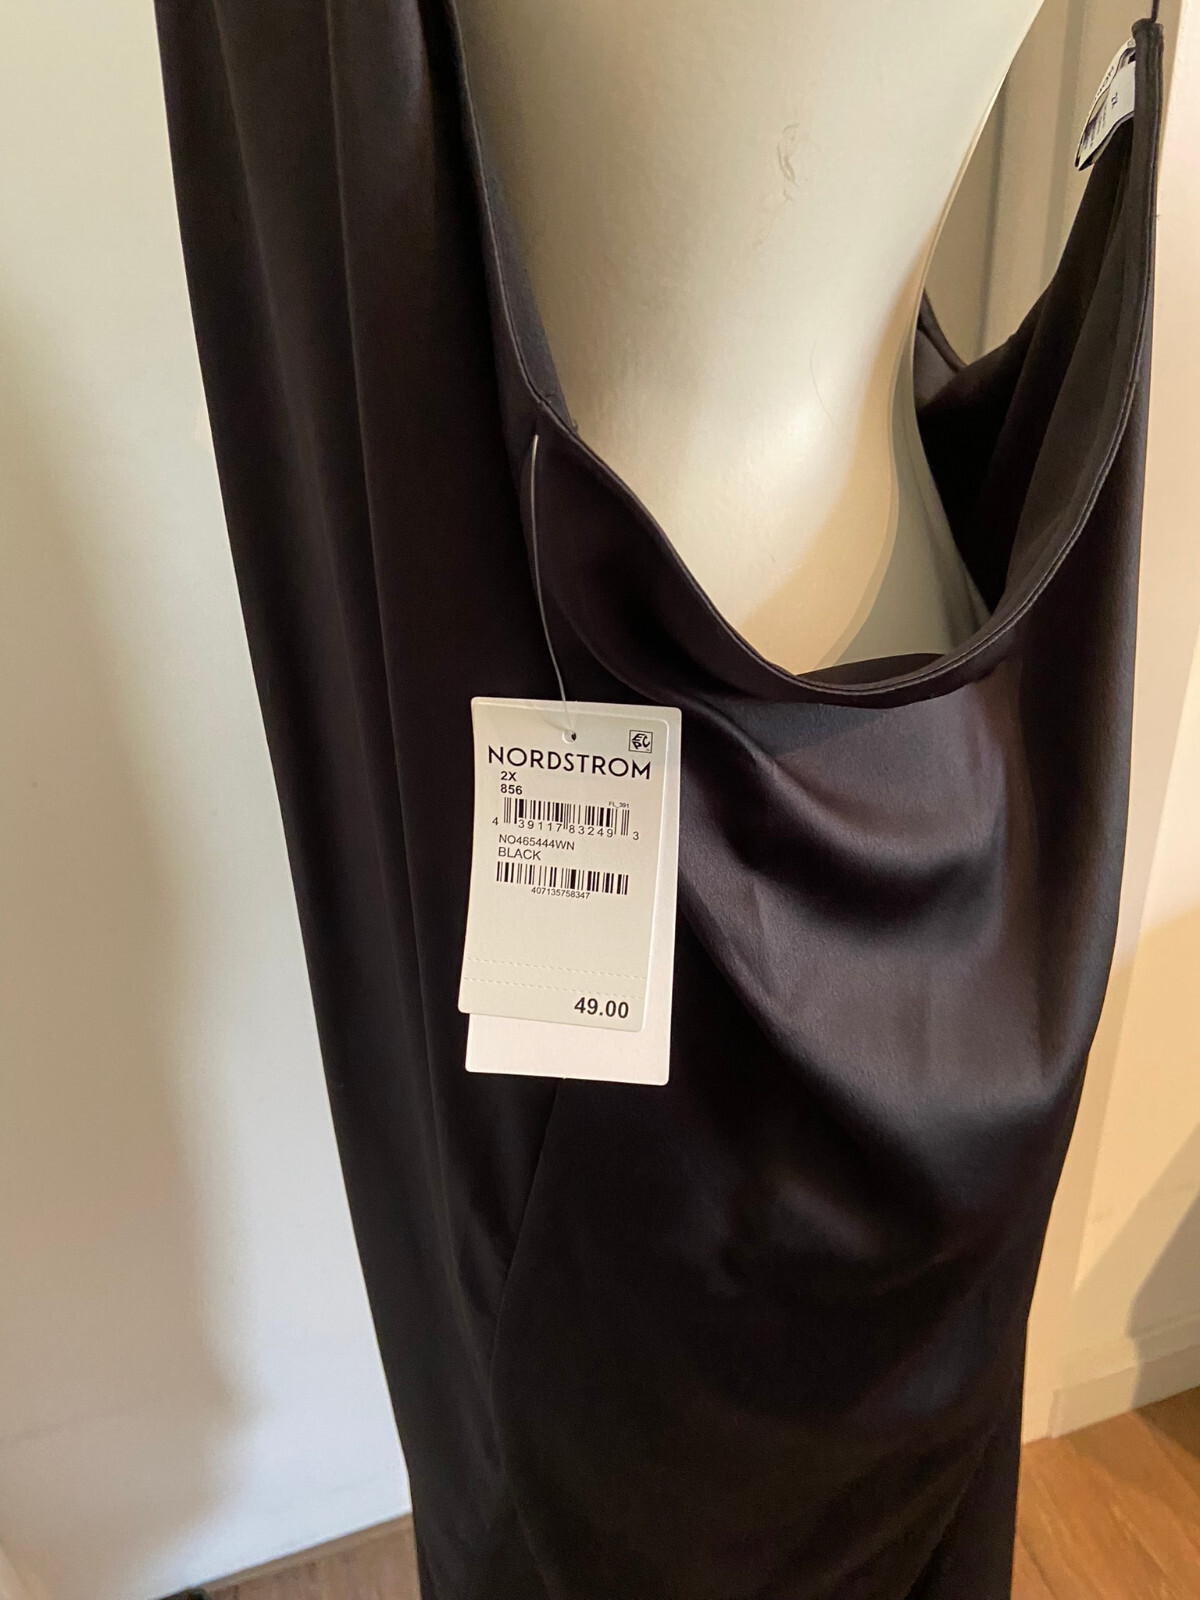 NORDSTROM
2X
856
FL_391
4 39117 83249 3
NO465444WN
BLACK
407135758347
49.00